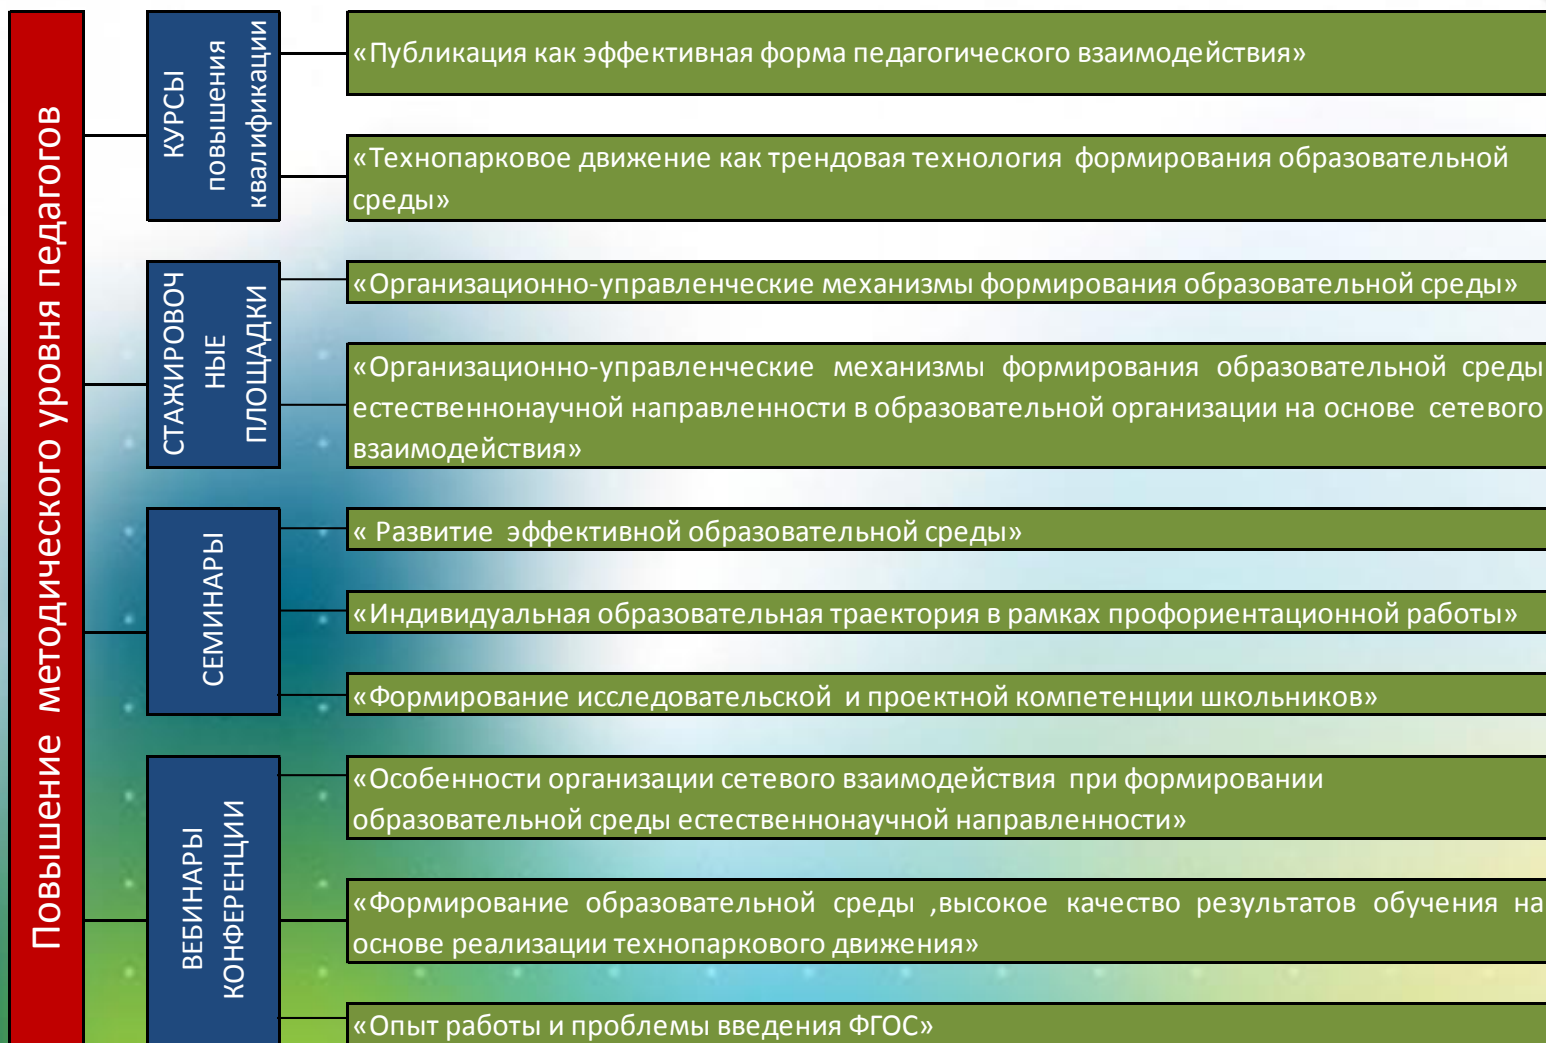 Повышение методического уровня педагогов
КУРСЫ
повышения
квалификации
«Публикация как эффективная форма педагогического взаимодействия»
«Технопарковое движение как трендовая технология формирования образовательной
среды»
СТАЖИРОВОЧ
НЫЕ
ПЛОЩАДКИ
«Организационно-управленческие механизмы формирования образовательной среды»
«Организационно-управленческие механизмы формирования образовательной среды
естественнонаучной направленности в образовательной организации на основе сетевого
взаимодействия»
СЕМИНАРЫ
« Развитие эффективной образовательной среды»
«Индивидуальная образовательная траектория в рамках профориентационной работы»
«Формирование исследовательской и проектной компетенции школьников»
ВЕБИНАРЫ
КОНФЕРЕНЦИИ
«Особенности организации сетевого взаимодействия при формировании
образовательной среды естественнонаучной направленности»
«Формирование образовательной среды ,высокое качество результатов обучения на
основе реализации технопаркового движения»
«Опыт работы и проблемы введения ФГОС»